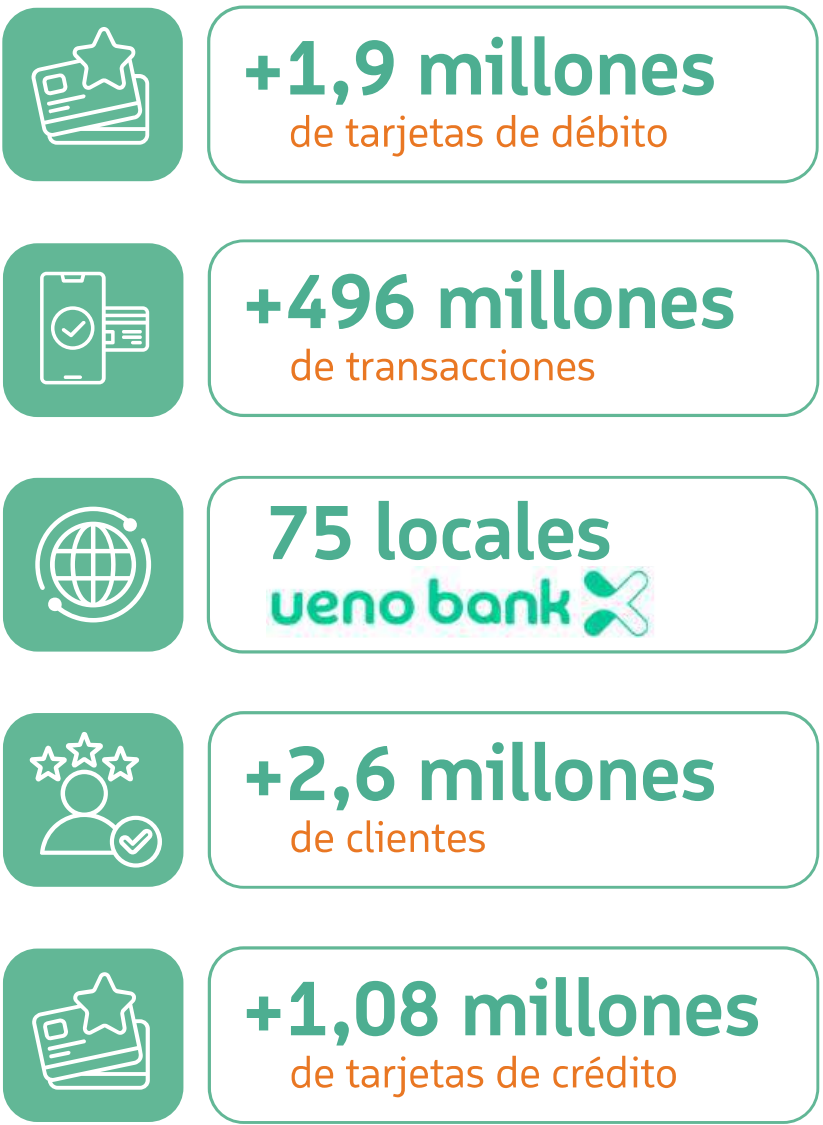 +1,9 millones
de tarjetas de débito
+496 millones
de transacciones
75 locales
ueno bank
+2,6 millones
de clientes
+1,08 millones
de tarjetas de crédito